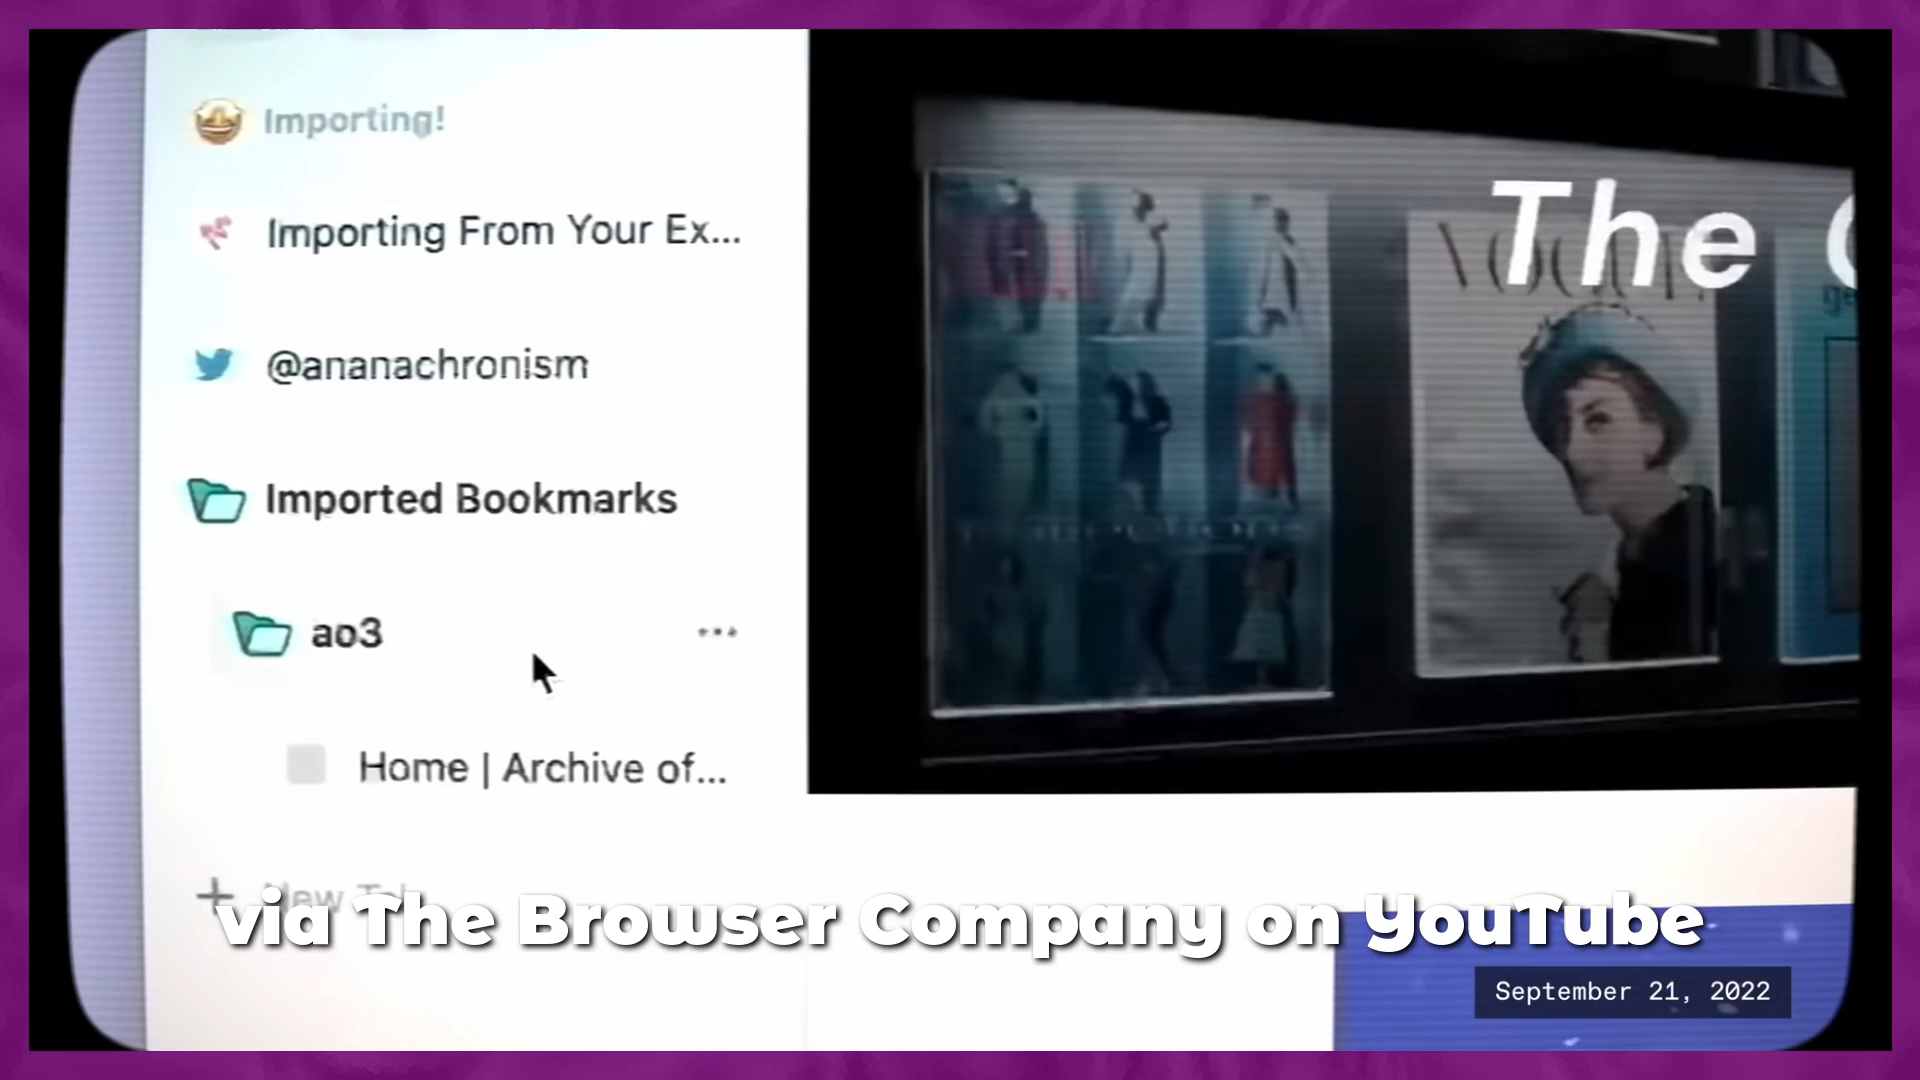 Importing!
Importing From Your Ex...
@ananachronism
Imported Bookmarks
ao3
Home | Archive of...
The
VOGUE
via The Browser Company on YouTube
September 21, 2022